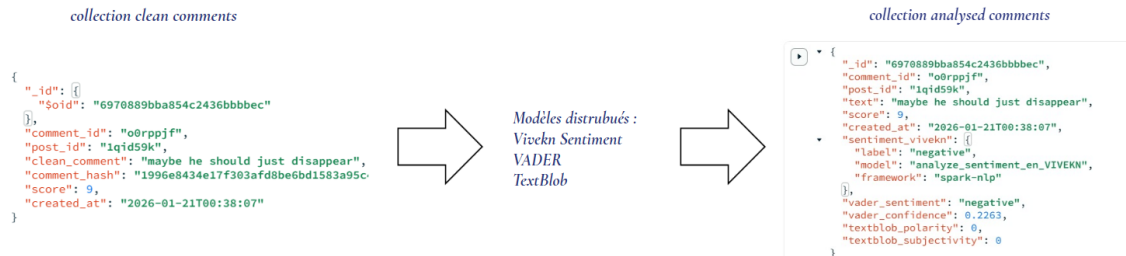 collection clean comments
{
"_id": {
"$oid": "6970889bba854c2436bbbbec"
},
"comment_id": "o0rppjf",
"post_id": "1qid59k",
"clean_comment": "maybe he should just disappear",
"comment_hash": "1996e8434e17f303afd8be6bd1583a95c
"score": 9,
"created_at": "2026-01-21T00:38:07"
}
Modèles distrubués :
Vivekn Sentiment
VADER
TextBlob
collection analysed comments
{
"_id": "6970889bba854c2436bbbbec",
"comment_id": "o0rppjf",
"post_id": "1qid59k",
"text": "maybe he should just disappear",
"score": 9,
"created_at": "2026-01-21T00:38:07",
"sentiment_vivekn": {
"label": "negative",
"model": "analyze_sentiment_en_VIVEKN",
"framework": "spark-nlp"
},
"vader_sentiment": "negative",
"vader_confidence": 0.2263,
"textblob_polarity": 0,
"textblob_subjectivity": 0
}